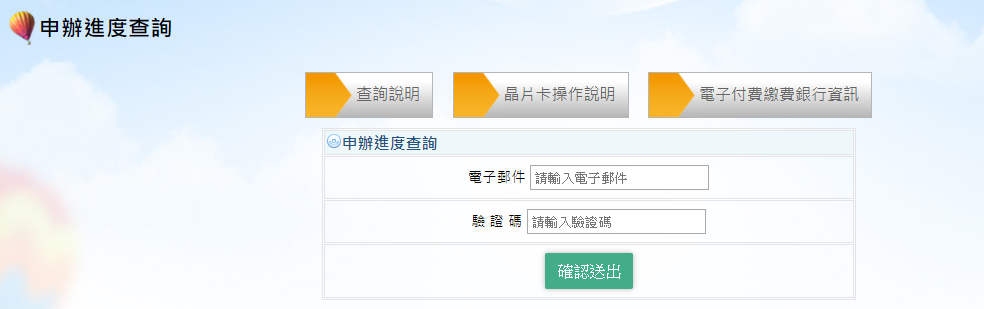 申辦進度查詢
查詢說明 晶片卡操作說明 電子付費繳費銀行資訊
申辦進度查詢
電子郵件 請輸入電子郵件
驗 證 碼 請輸入驗證碼
確認送出